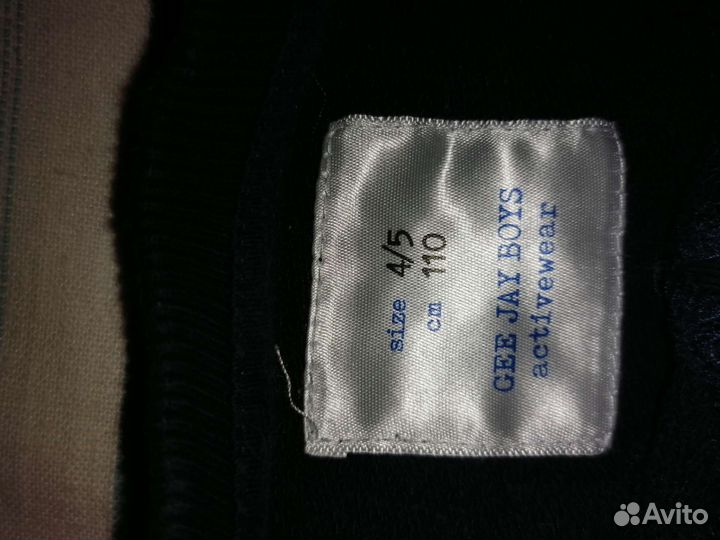 GEE JAY BOYS
activewear
size 4/5
cm 110
Avito